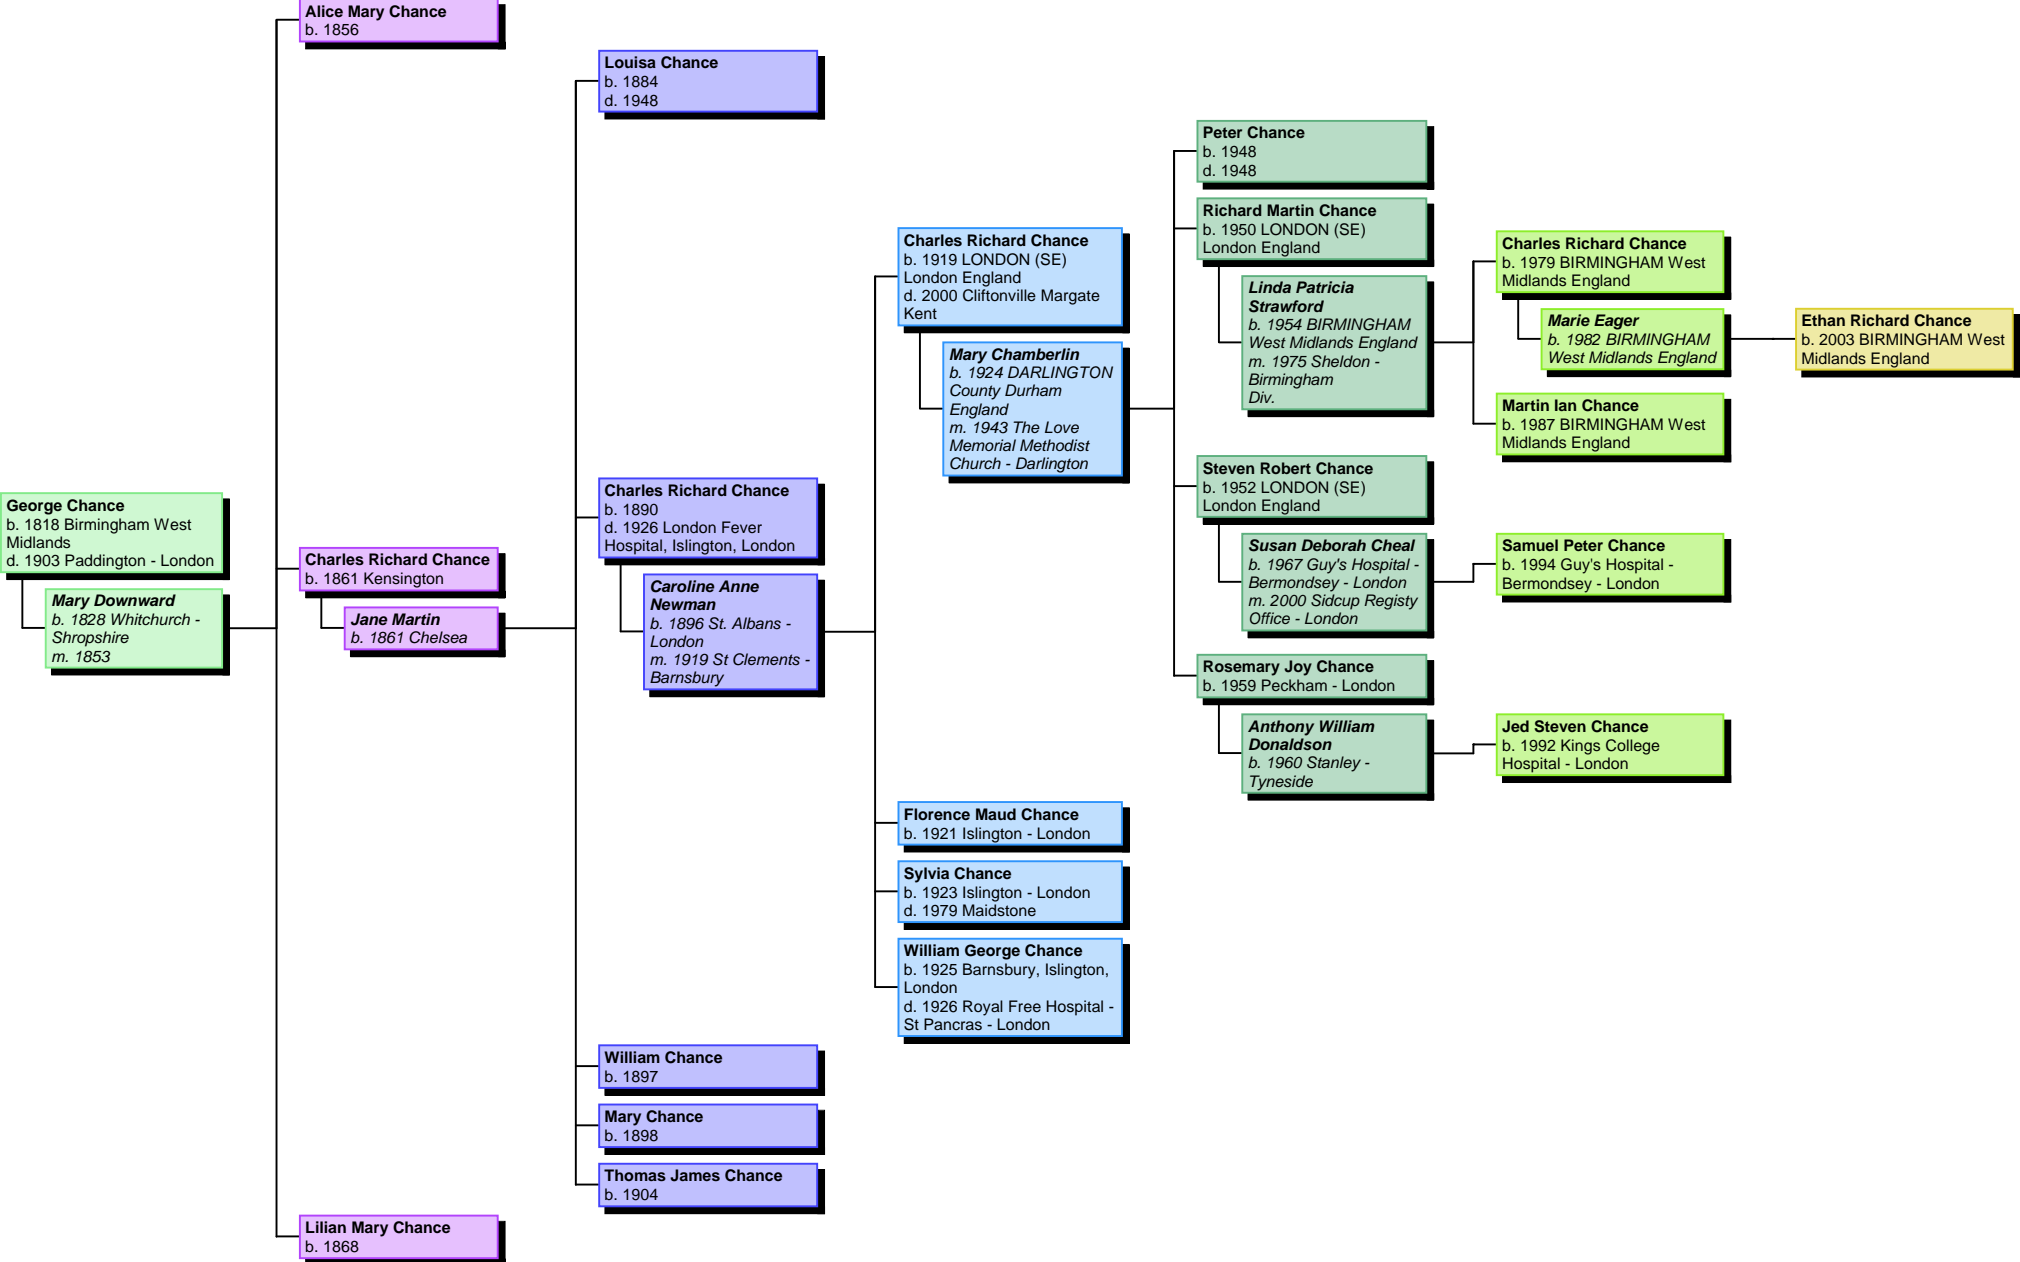 Alice Mary Chance
b. 1856
Louisa Chance
b. 1884
d. 1948
Peter Chance
b. 1948
d. 1948
Richard Martin Chance
b. 1950 LONDON (SE)
London England
Charles Richard Chance
b. 1919 LONDON (SE)
London England
d. 2000 Cliftonville Margate
Kent
Charles Richard Chance
b. 1979 BIRMINGHAM West
Midlands England
Linda Patricia
Strawford
b. 1954 BIRMINGHAM
West Midlands England
m. 1975 Sheldon -
Birmingham
Div.
Marie Eager
b. 1982 BIRMINGHAM
West Midlands England
Ethan Richard Chance
b. 2003 BIRMINGHAM West
Midlands England
Mary Chamberlin
b. 1924 DARLINGTON
County Durham
England
m. 1943 The Love
Memorial Methodist
Church - Darlington
Martin Ian Chance
b. 1987 BIRMINGHAM West
Midlands England
Steven Robert Chance
b. 1952 LONDON (SE)
London England
George Chance
b. 1818 Birmingham West
Midlands
d. 1903 Paddington - London
Charles Richard Chance
b. 1890
d. 1926 London Fever
Hospital, Islington, London
Susan Deborah Cheal
b. 1967 Guy's Hospital -
Bermondsey - London
m. 2000 Sidcup Registy
Office - London
Samuel Peter Chance
b. 1994 Guy's Hospital -
Bermondsey - London
Charles Richard Chance
b. 1861 Kensington
Mary Downward
b. 1828 Whitchurch -
Shropshire
m. 1853
Jane Martin
b. 1861 Chelsea
Caroline Anne
Newman
b. 1896 St. Albans -
London
m. 1919 St Clements -
Barnsbury
Rosemary Joy Chance
b. 1959 Peckham - London
Anthony William
Donaldson
b. 1960 Stanley -
Tyneside
Jed Steven Chance
b. 1992 Kings College
Hospital - London
Florence Maud Chance
b. 1921 Islington - London
Sylvia Chance
b. 1923 Islington - London
d. 1979 Maidstone
William George Chance
b. 1925 Barnsbury, Islington,
London
d. 1926 Royal Free Hospital -
St Pancras - London
William Chance
b. 1897
Mary Chance
b. 1898
Thomas James Chance
b. 1904
Lilian Mary Chance
b. 1868